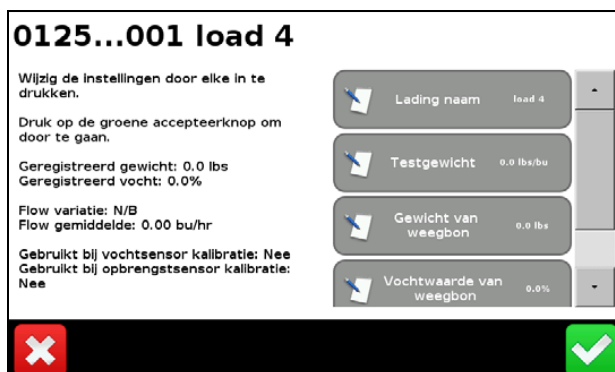 0125...001 load 4
Wijzig de instellingen door elke in te
drukken.
Druk op de groene accepteerknop om
door te gaan.
Geregistreerd gewicht: 0.0 lbs
Geregistreerd vocht: 0.0%
Flow variatie: N/B
Flow gemiddelde: 0.00 bu/hr
Gebruikt bij vochtsensor kalibratie: Nee
Gebruikt bij opbrengstsensor kalibratie:
Nee
Lading naam load 4
Testgewicht 0.0 lbs/bu
Gewicht van
weegbon 0.0 lbs
Vochtwaarde van
weegbon 0.0%